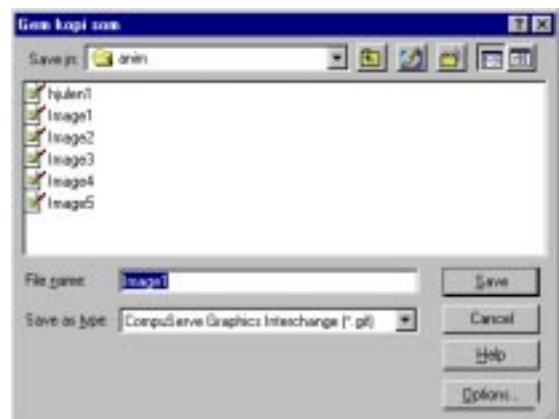 Gem kopi som
Save in: anim
hjulen1
Image1
Image2
Image3
Image4
Image5
File name: Image1 Save
Save as type: CompuServe Graphics Interchange (*.gif) Cancel
Help
Options...